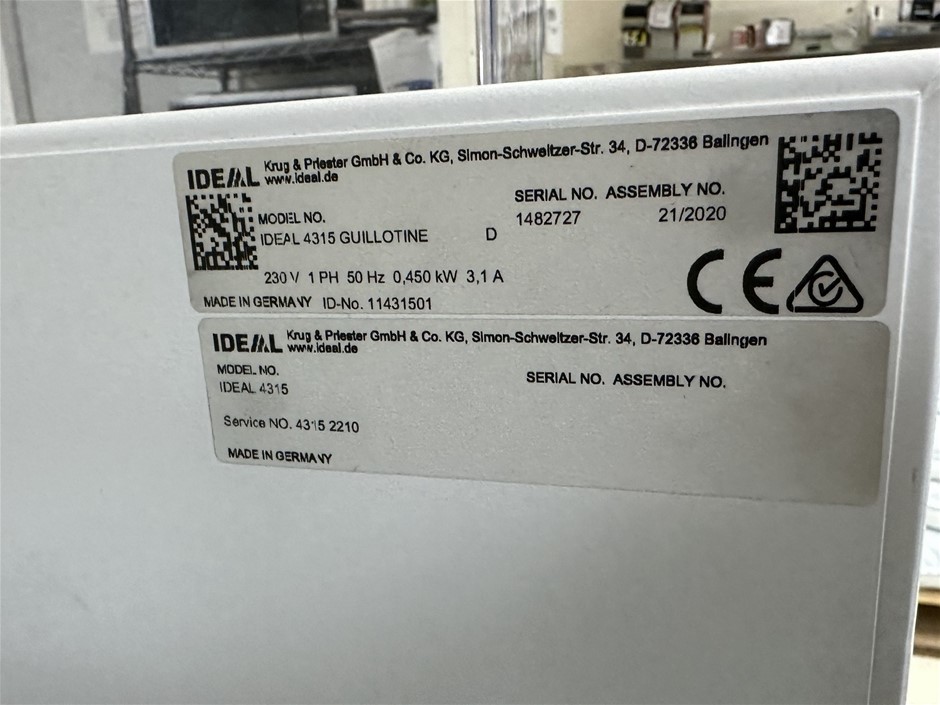 IDEAL Krug & Priester GmbH & Co. KG, Simon-Schweitzer-Str. 34, D-72336 Balingen
www.ideal.de
SERIAL NO. ASSEMBLY NO.
MODEL NO. 1482727 21/2020
IDEAL 4315 GUILLOTINE D
230 V 1 PH 50 Hz 0,450 kW 3,1 A
MADE IN GERMANY ID-No. 11431501
CE
IDEAL Krug & Priester GmbH & Co. KG, Simon-Schweitzer-Str. 34, D-72336 Balingen
www.ideal.de
MODEL NO.
IDEAL 4315
SERIAL NO. ASSEMBLY NO.
Service NO. 4315 2210
MADE IN GERMANY